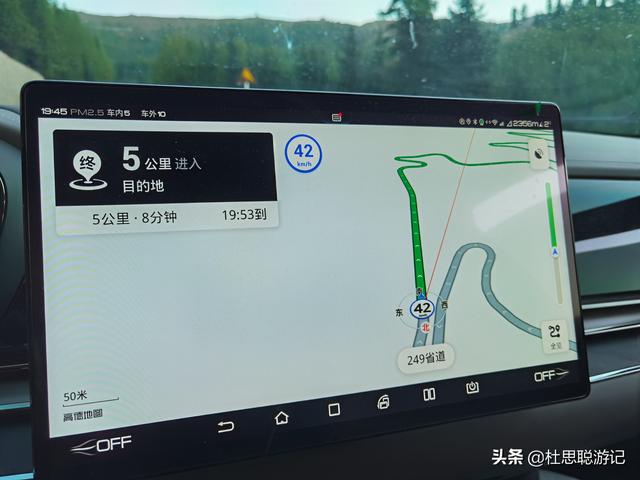 19:45 PM2.5 车内5 车外10
2356m 2°
终
5公里 进入
目的地
5公里·8分钟 19:53到
42
km/h
东
42
西
北
249省道
全览
50米
高德地图
OFF
OFF
头条 @杜思聪游记